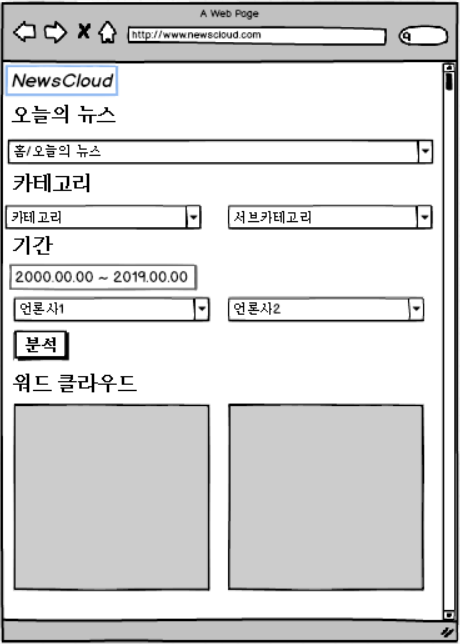 A Web Page
http://www.newscloud.com
NewsCloud
오늘의 뉴스
홈/오늘의 뉴스
카테고리
카테고리 서브카테고리
기간
2000.00.00 ~ 2019.00.00
언론사1 언론사2
분석
워드 클라우드